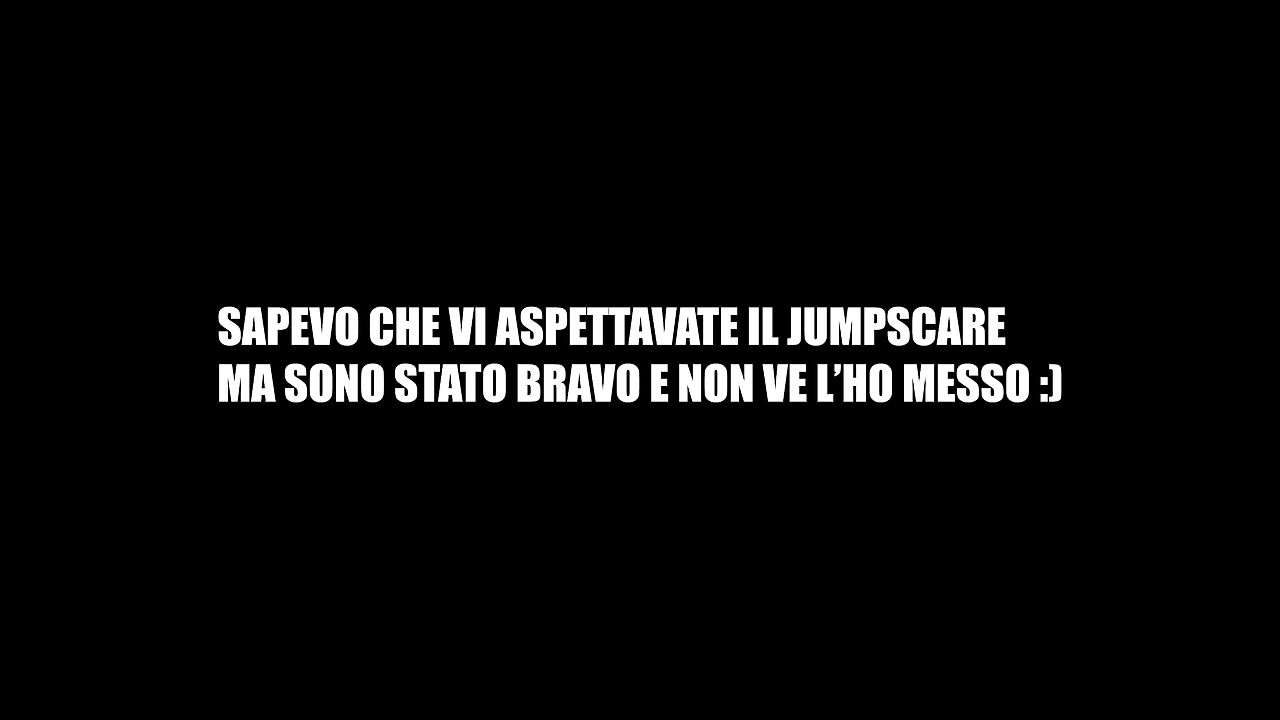 SAPEVO CHE VI ASPETTAVATE IL JUMPSCARE
MA SONO STATO BRAVO E NON VE L’HO MESSO :)